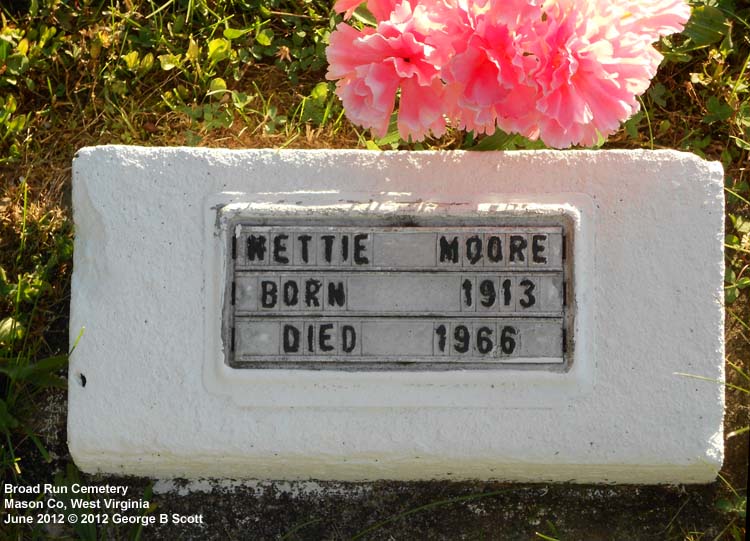 NETTIE MOORE
BORN 1913
DIED 1966
Broad Run Cemetery
Mason Co, West Virginia
June 2012 © 2012 George B Scott